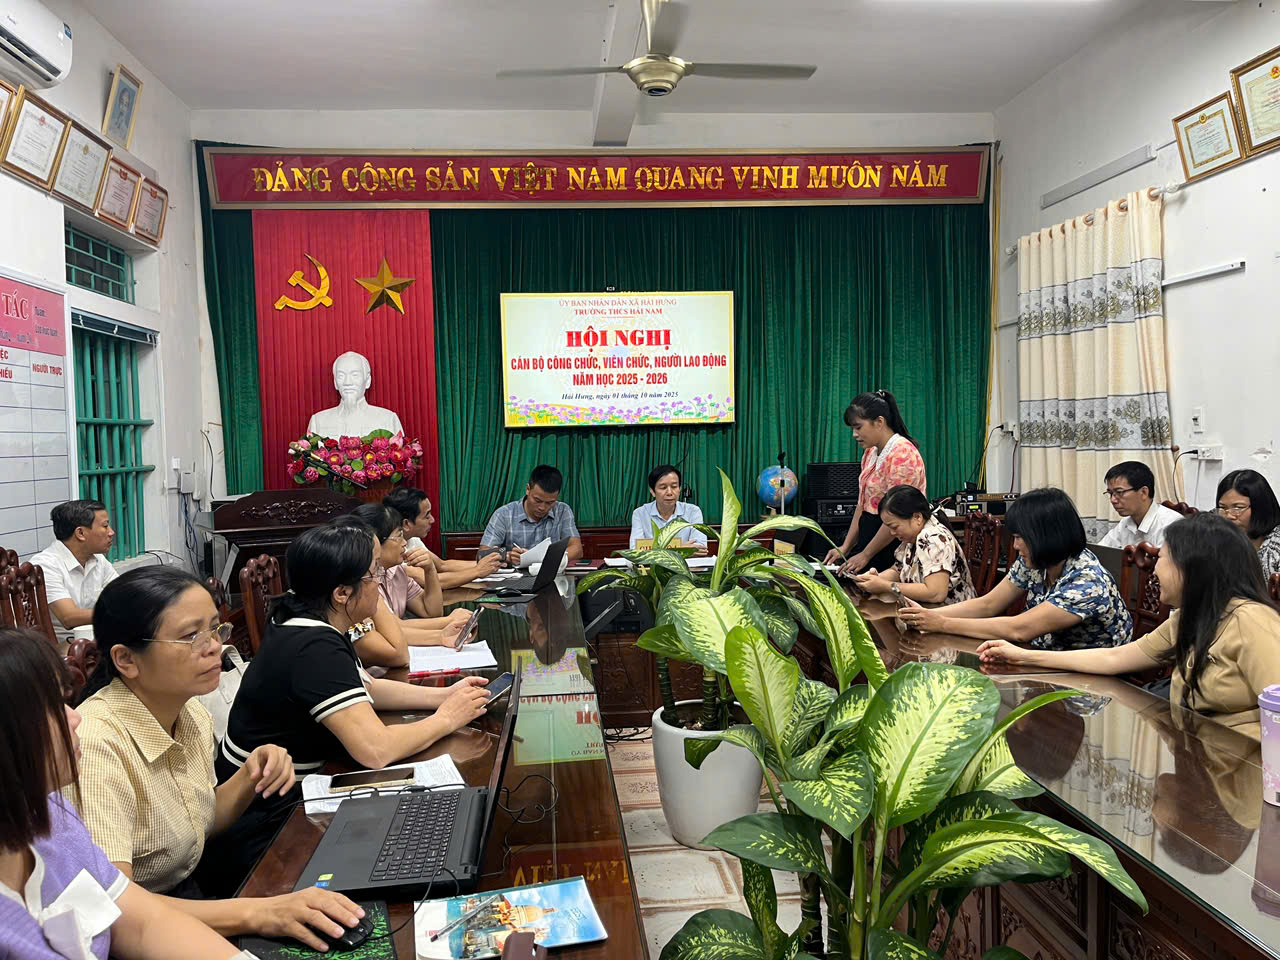 ĐẢNG CỘNG SẢN VIỆT NAM QUANG VINH MUÔN NĂM
ỦY BAN NHÂN DÂN XÃ HẢI HƯNG
TRƯỜNG THCS HẢI NAM
HỘI NGHỊ
CÁN BỘ CÔNG CHỨC, VIÊN CHỨC, NGƯỜI LAO ĐỘNG
NĂM HỌC 2025 - 2026
Hải Hưng, ngày 01 tháng 10 năm 2025
TÁC
NGƯỜI TRỰC